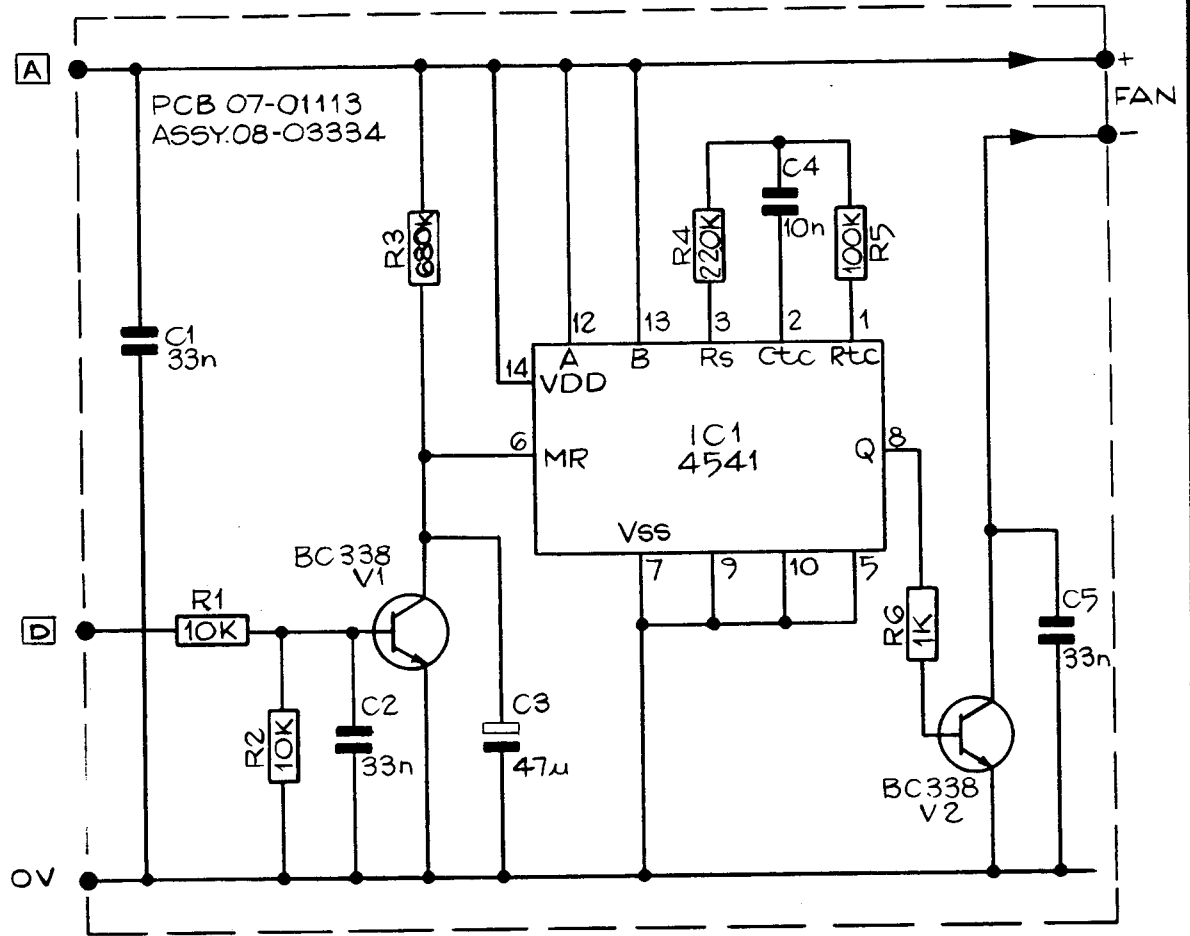 A
+
FAN
-
PCB 07-01113
ASSY.08-03334
C4
10n
R3
680K
R4
220K
100K
R5
C1
33n
12
13
3
2
1
A
B
Rs
Ctc
Rtc
14
VDD
6
MR
IC1
4541
Q
8
Vss
7
9
10
5
BC338
V1
D
R1
10K
R6
1K
C5
33n
R2
10K
C2
33n
C3
47µ
BC338
V2
0V